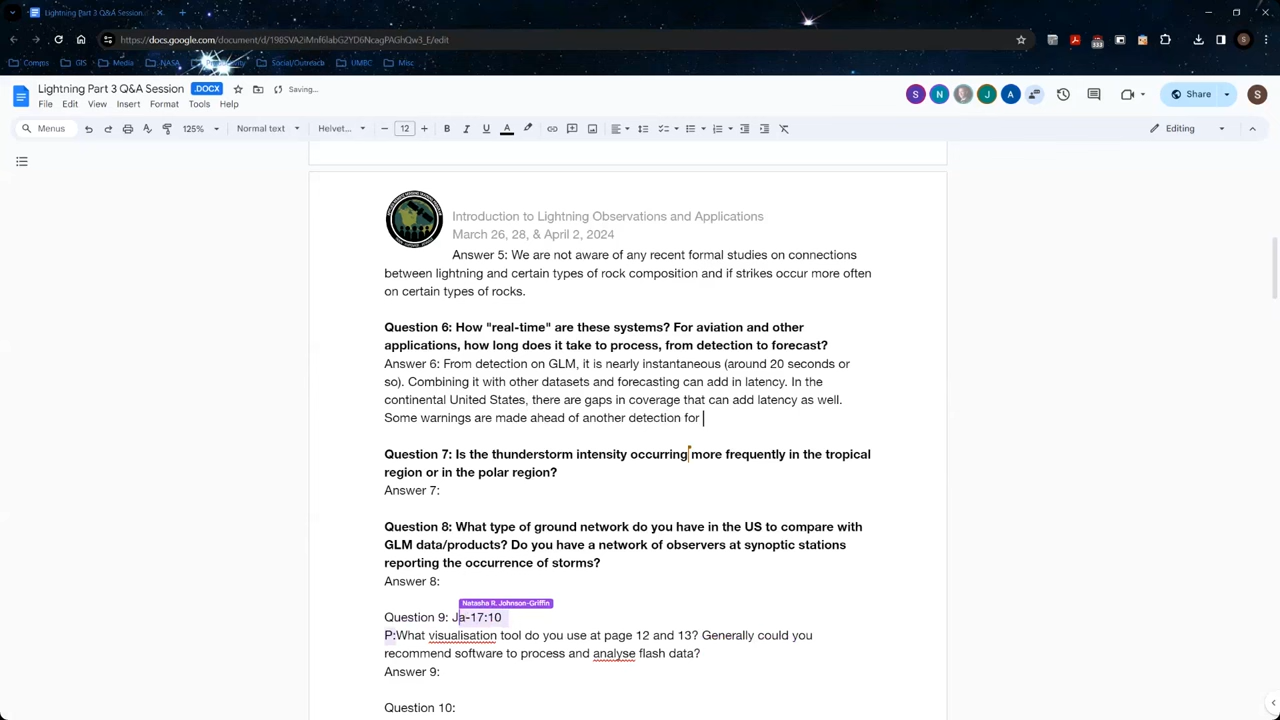 Lightning Part 3 Q&A Session...
https://docs.google.com/document/d/198SVA2iMnf6labG2YD6NcagPAGhQw3_E/edit
Comps GIS Media NASA Social/Outreach UMBC Misc
Lightning Part 3 Q&A Session .DOCX Saving...
S N J A Share S
File Edit View Insert Format Tools Help
Menus 125% Normal text Helvet... 12 B I U A Editing
Introduction to Lightning Observations and Applications
March 26, 28, & April 2, 2024
Answer 5: We are not aware of any recent formal studies on connections
between lightning and certain types of rock composition and if strikes occur more often
on certain types of rocks.
Question 6: How "real-time" are these systems? For aviation and other
applications, how long does it take to process, from detection to forecast?
Answer 6: From detection on GLM, it is nearly instantaneous (around 20 seconds or
so). Combining it with other datasets and forecasting can add in latency. In the
continental United States, there are gaps in coverage that can add latency as well.
Some warnings are made ahead of another detection for
Question 7: Is the thunderstorm intensity occurring more frequently in the tropical
region or in the polar region?
Answer 7:
Question 8: What type of ground network do you have in the US to compare with
GLM data/products? Do you have a network of observers at synoptic stations
reporting the occurrence of storms?
Answer 8:
Natasha R. Johnson-Griffin
Question 9: Ja-17:10
P:What visualisation tool do you use at page 12 and 13? Generally could you
recommend software to process and analyse flash data?
Answer 9:
Question 10: